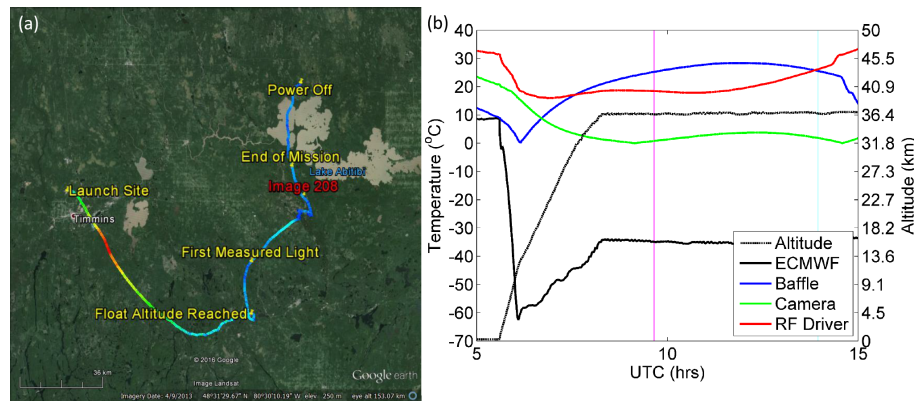 (a)
Power Off
End of Mission
Lake Abitibi
Image 208
Launch Site
Timmins
First Measured Light
Float Altitude Reached
© 2016 Google
Image Landsat
36 km
Google earth
Imagery Date: 4/9/2013 48°31'29.67" N 80°30'10.19" W elev 250 m eye alt 153.07 km
(b)
40
30
20
10
0
-10
-20
-30
-40
-50
-60
-70
Temperature (°C)
50
45.5
40.9
36.4
31.8
27.3
22.7
18.2
13.6
9.1
4.5
0
Altitude (km)
Altitude
ECMWF
Baffle
Camera
RF Driver
5 10 15
UTC (hrs)